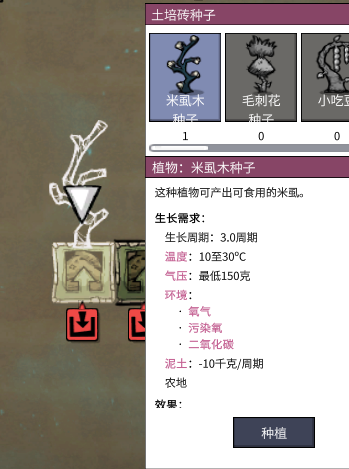 土培砖种子
米虱木
种子
毛刺花
种子
小吃
1
0
0
植物：米虱木种子
这种植物可产出可食用的米虱。
生长需求：
生长周期：3.0周期
温度：10至30ºC
气压：最低150克
环境：
· 氧气
· 污染氧
· 二氧化碳
泥土：-10千克/周期
农地
效果：
种植